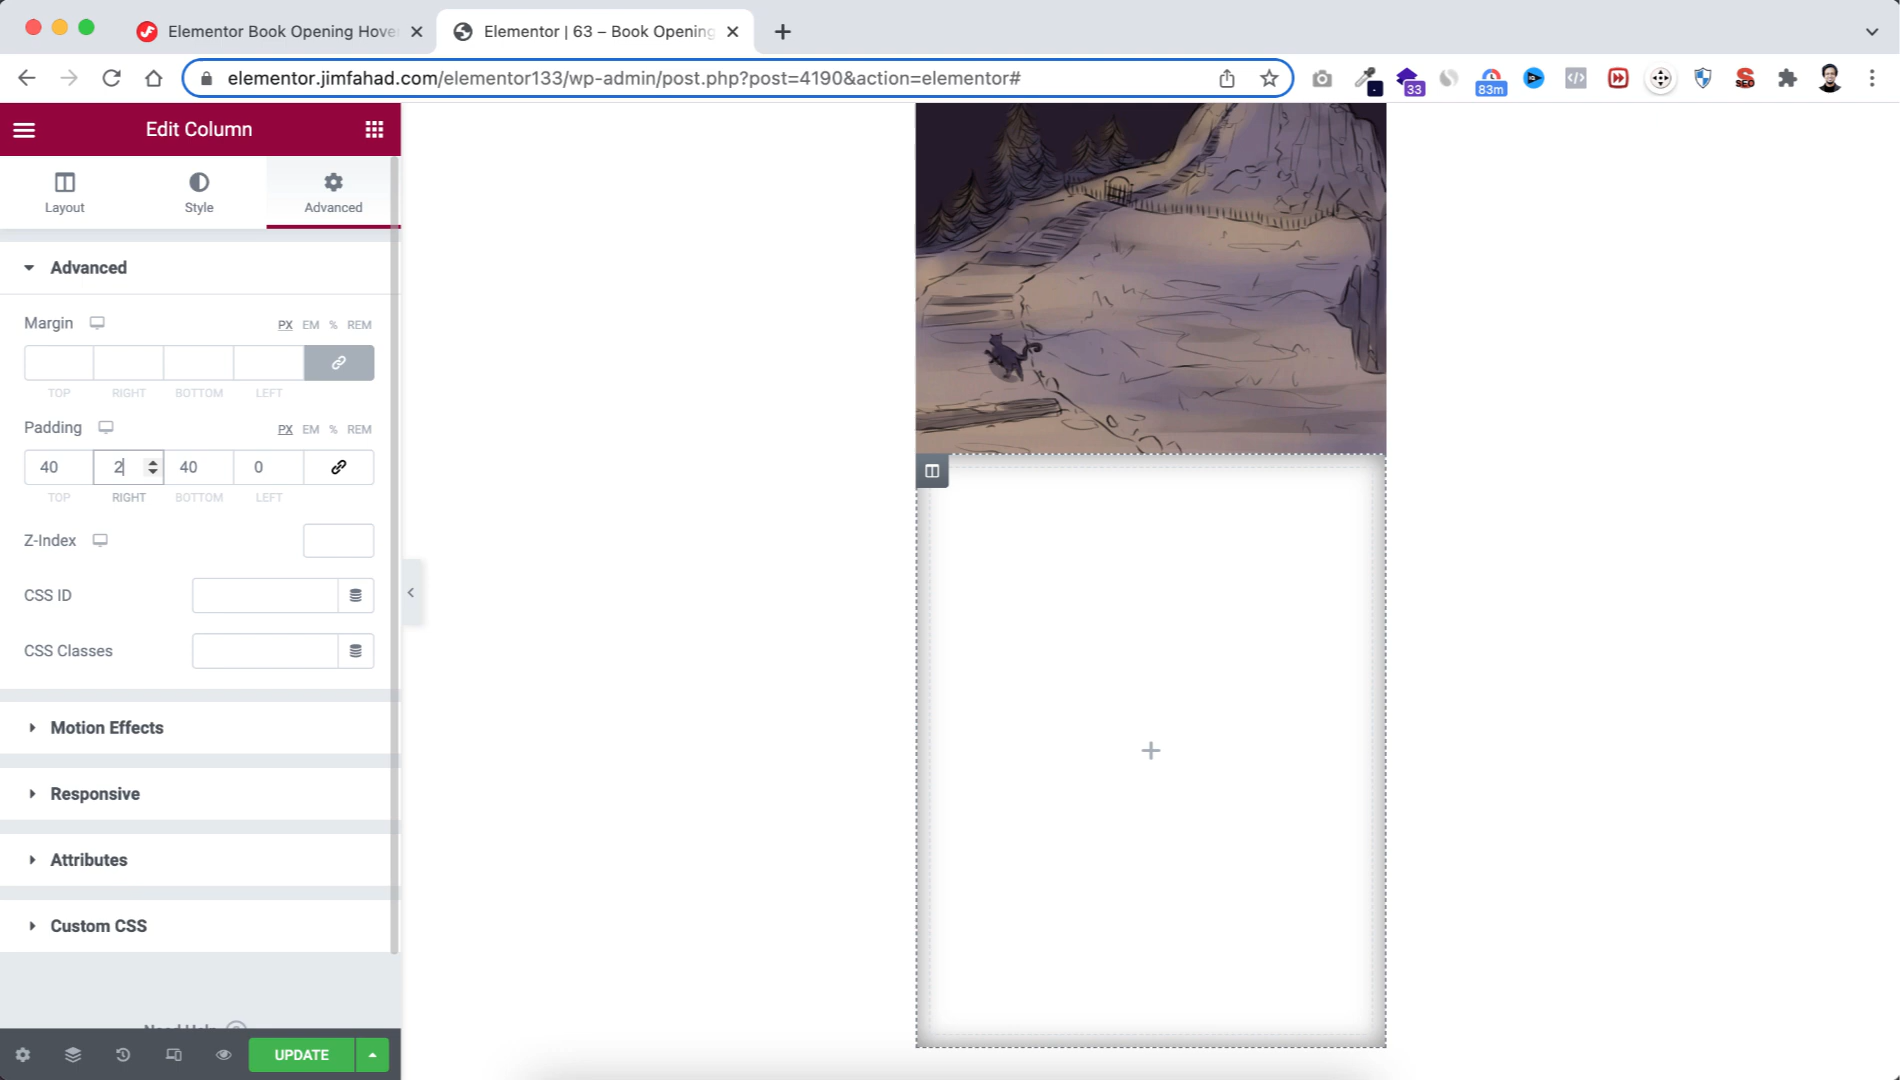 Elementor Book Opening Hove
Elementor | 63 – Book Opening
elementor.jimfahad.com/elementor133/wp-admin/post.php?post=4190&action=elementor#
33
83m
SEO
Edit Column
Layout
Style
Advanced
Advanced
Margin
PX EM % REM
TOP RIGHT BOTTOM LEFT
Padding
PX EM % REM
40 2 40 0
TOP RIGHT BOTTOM LEFT
Z-Index
CSS ID
CSS Classes
Motion Effects
Responsive
Attributes
Custom CSS
Need Help
UPDATE